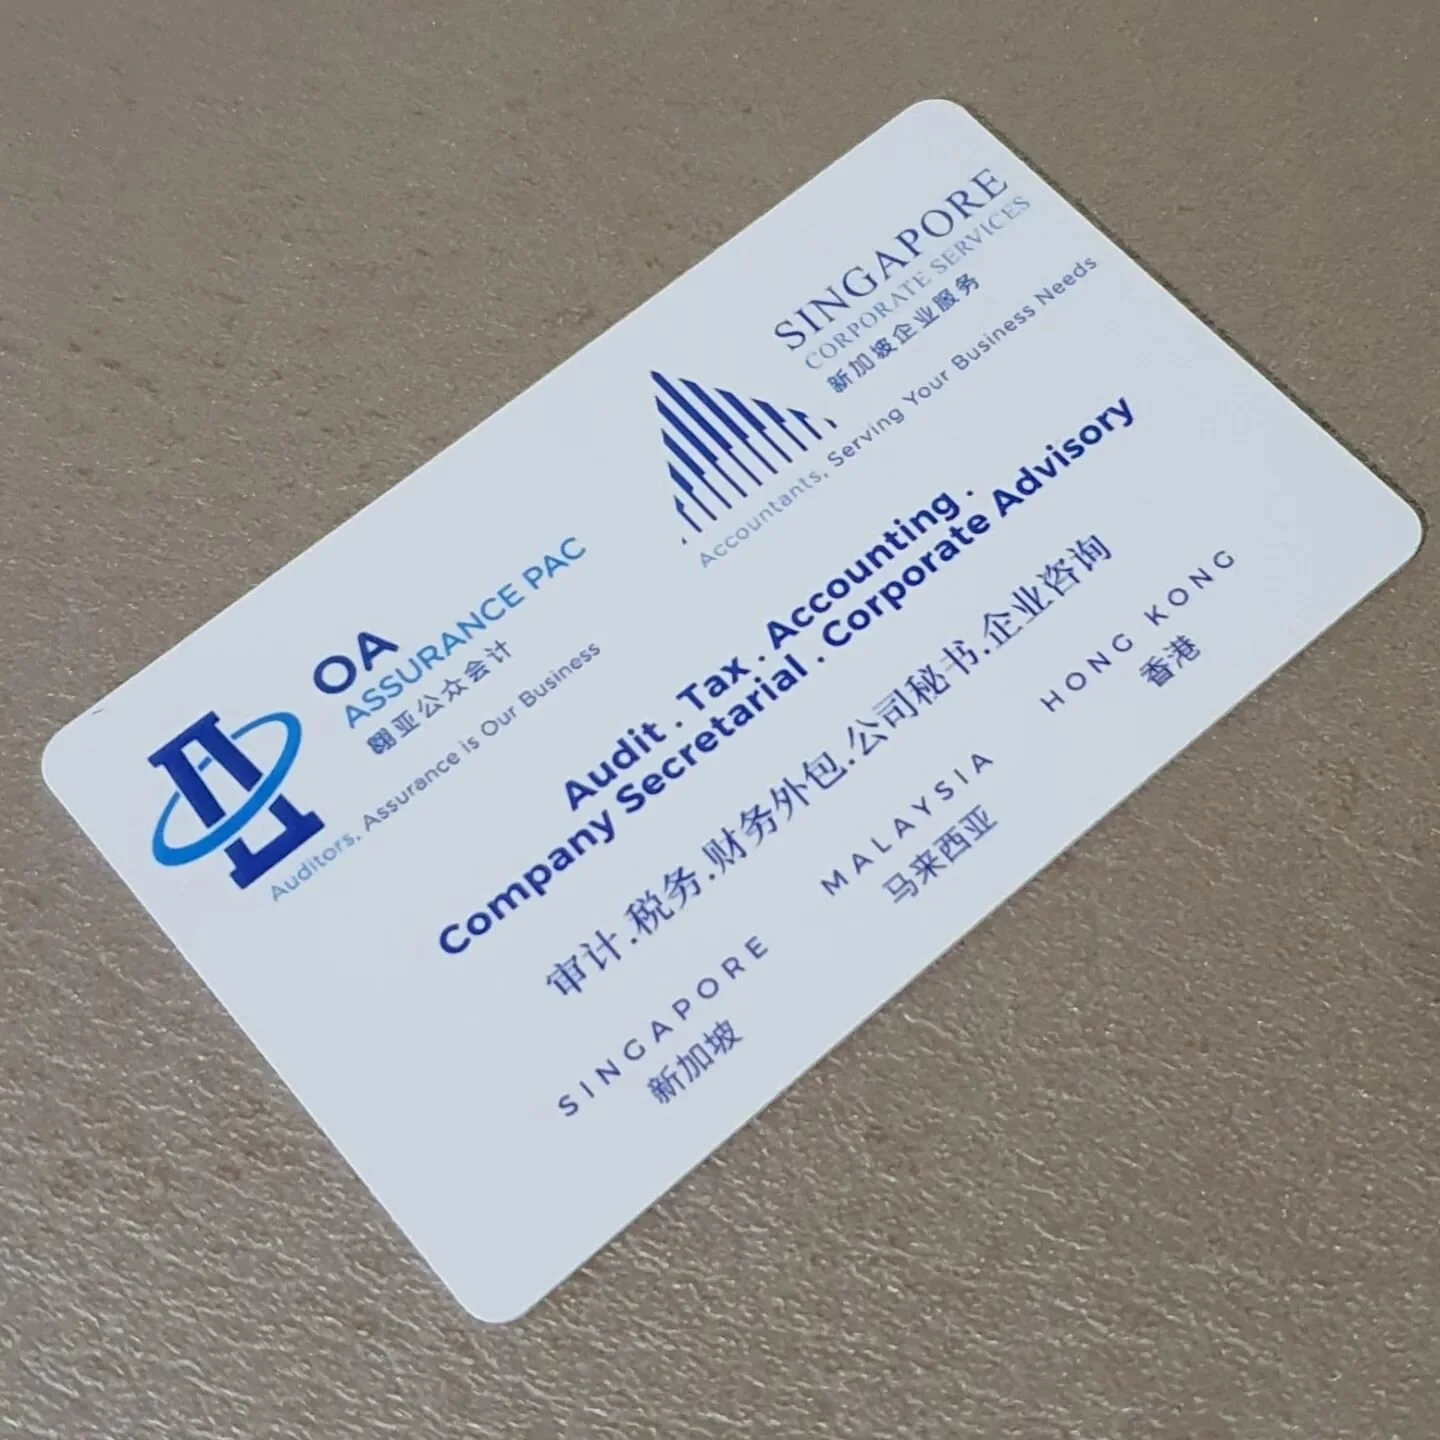 OA
ASSURANCE PAC
翾亚公众会计
Auditors, Assurance is Our Business
SINGAPORE
CORPORATE SERVICES
新加坡企业服务
Accountants, Serving Your Business Needs
Audit . Tax . Accounting .
Company Secretarial . Corporate Advisory
审计.税务.财务外包.公司秘书.企业咨询
SINGAPORE
新加坡
MALAYSIA
马来西亚
HONG KONG
香港